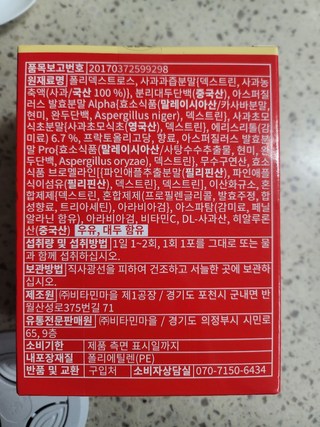 품목보고번호 20170372599298
원재료명 폴리덱스트로스, 사과과즙분말(덱스트린, 사과농
축액(사과/국산 100 %)), 분리대두단백(중국산), 아스퍼질
러스 발효분말 Alpha(효소식품(말레이시아산/카사바분말,
현미, 완두단백, Aspergillus niger), 덱스트린), 사과초모
식초분말(사과초모식초(영국산), 덱스트린), 에리스리톨(감
미료) 6.7 %, 프락토올리고당, 향료, 아스퍼질러스 발효분
말 Pro(효소식품(말레이시아산/사탕수수추출물, 현미, 완
두단백, Aspergillus oryzae), 덱스트린), 무수구연산, 효소
식품 브로멜라인[(파인애플추출분말(필리핀산), 파인애플
식이섬유(필리핀산), 덱스트린), 덱스트린], 이산화규소, 혼
합제제(덱스트린, 혼합제제(프로필렌글리콜, 발효주정, 합
성향료, 트리아세틴), 아라비아검), 아스파탐(감미료, 페닐
알라닌 함유), 아라비아검, 비타민C, DL-사과산, 히알루론
산(중국산) 우유, 대두 함유
섭취량 및 섭취방법 1일 1~2회, 1회 1포를 그대로 또는 물
과 함께 섭취하십시오.
보관방법 직사광선을 피하여 건조하고 서늘한 곳에 보관하
십시오.
제조원 ㈜비타민마을 제1공장 / 경기도 포천시 군내면 반
월산성로375번길 71
유통전문판매원 ㈜비타민마을 / 경기도 의정부시 시민로
65, 9층
소비기한 제품 측면 표시일까지
내포장재질 폴리에틸렌(PE)
반품 및 교환 구입처 소비자상담실 070-7150-6434